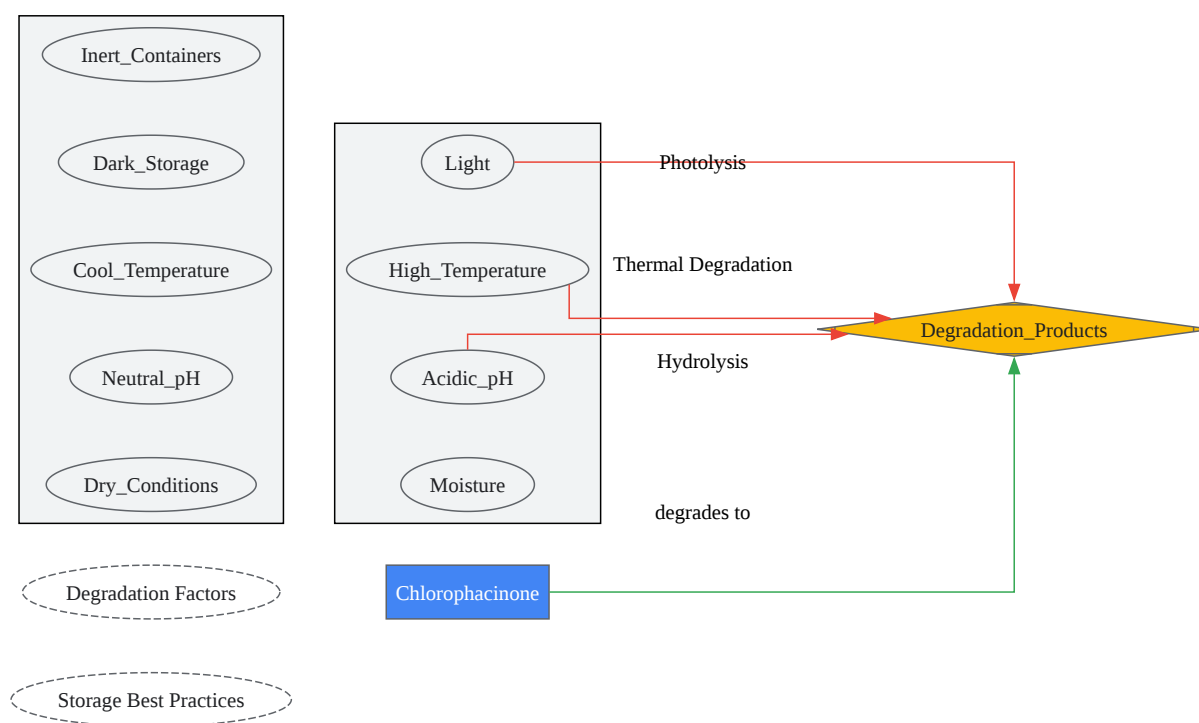 Inert_Containers
Dark_Storage
Cool_Temperature
Neutral_pH
Dry_Conditions
Degradation Factors
Storage Best Practices
Light
High_Temperature
Acidic_pH
Moisture
Chlorophacinone
Photolysis
Thermal Degradation
Hydrolysis
degrades to
Degradation_Products